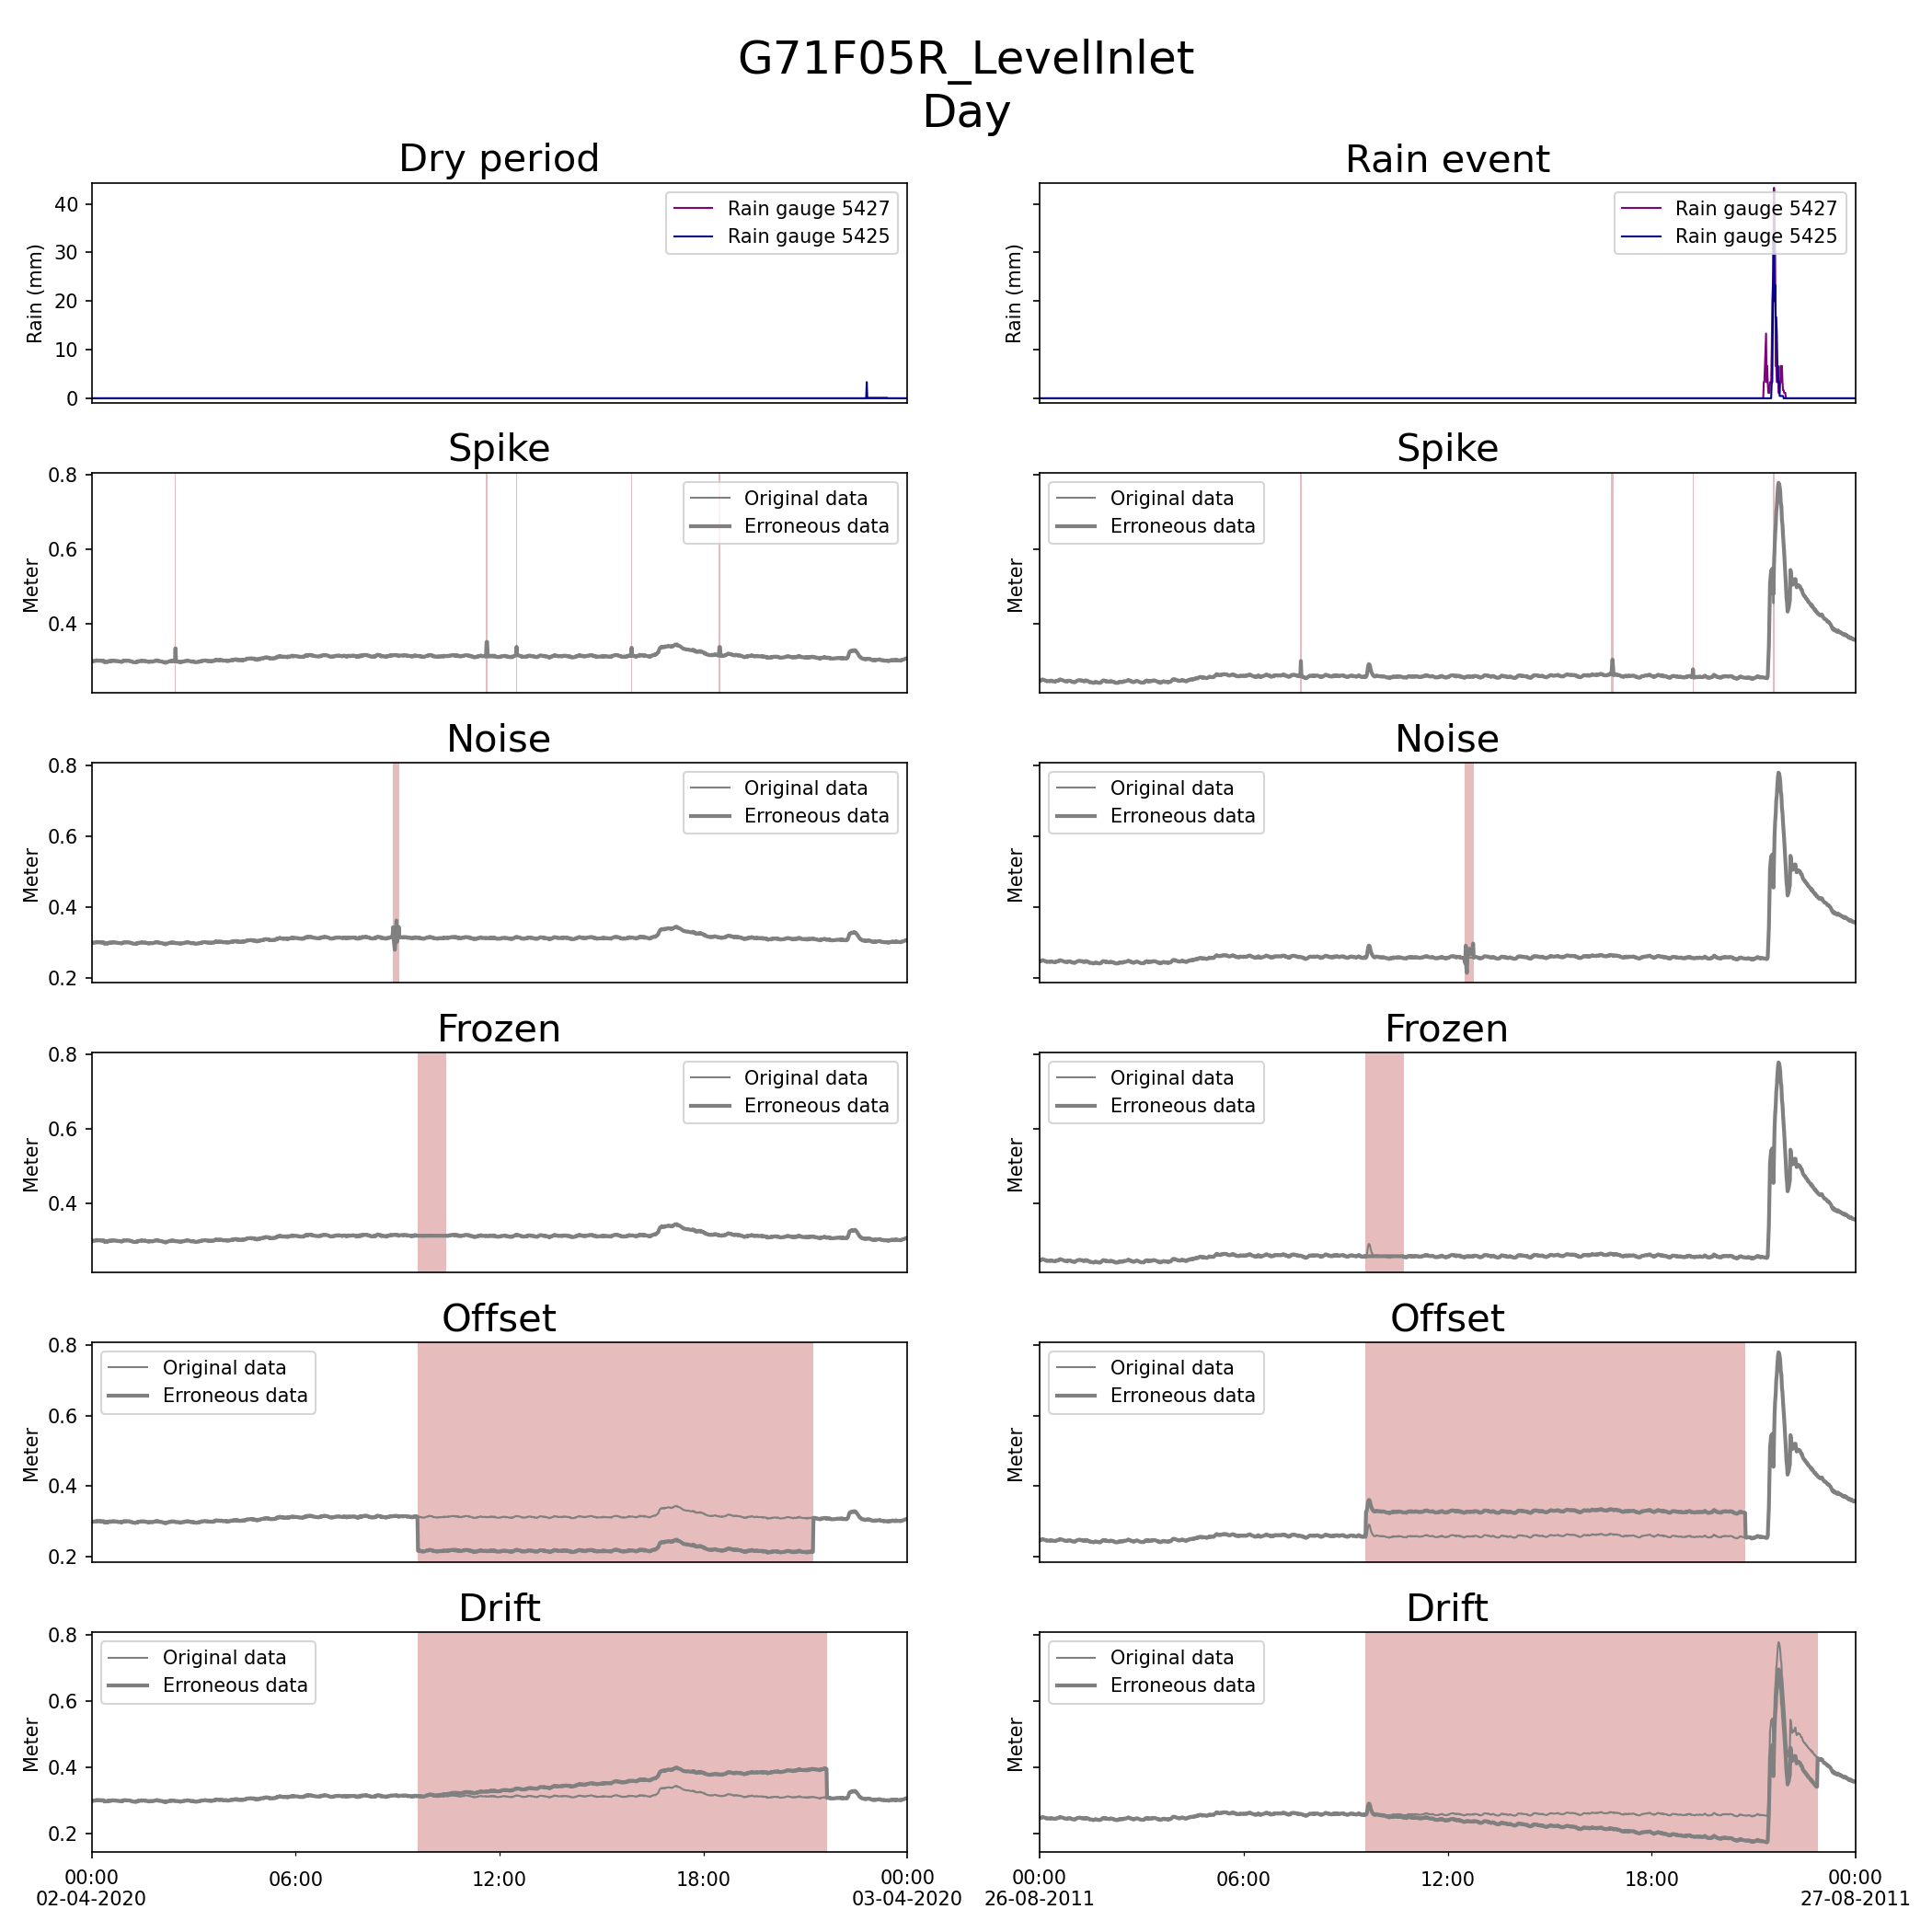 G71F05R_LevelInlet
Day
Dry period
Rain (mm)
40
30
20
10
0
Rain gauge 5427
Rain gauge 5425
Rain event
Rain (mm)
Rain gauge 5427
Rain gauge 5425
Spike
Meter
0.8
0.6
0.4
Original data
Erroneous data
Spike
Meter
Original data
Erroneous data
Noise
Meter
0.8
0.6
0.4
0.2
Original data
Erroneous data
Noise
Meter
Original data
Erroneous data
Frozen
Meter
0.8
0.6
0.4
Original data
Erroneous data
Frozen
Meter
Original data
Erroneous data
Offset
Meter
0.8
0.6
0.4
0.2
Original data
Erroneous data
Offset
Meter
Original data
Erroneous data
Drift
Meter
0.8
0.6
0.4
0.2
Original data
Erroneous data
00:00
02-04-2020
06:00
12:00
18:00
00:00
03-04-2020
Drift
Meter
Original data
Erroneous data
00:00
26-08-2011
06:00
12:00
18:00
00:00
27-08-2011